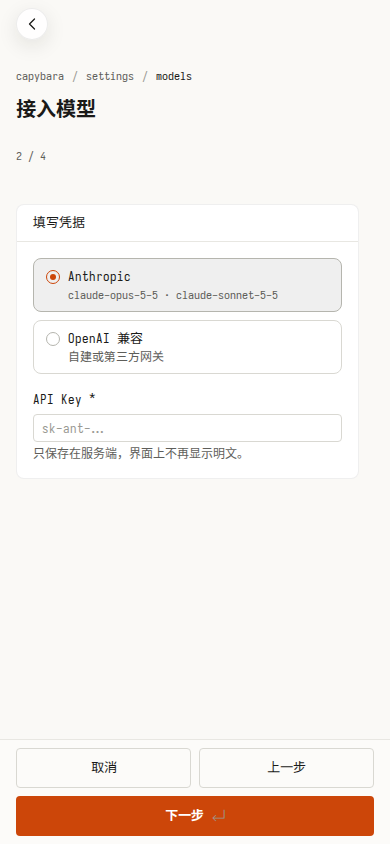 capybara / settings / models
接入模型
2 / 4
填写凭据
Anthropic
claude-opus-5-5 · claude-sonnet-5-5
OpenAI 兼容
自建或第三方网关
API Key *
sk-ant-...
只保存在服务端，界面上不再显示明文。
取消
上一步
下一步